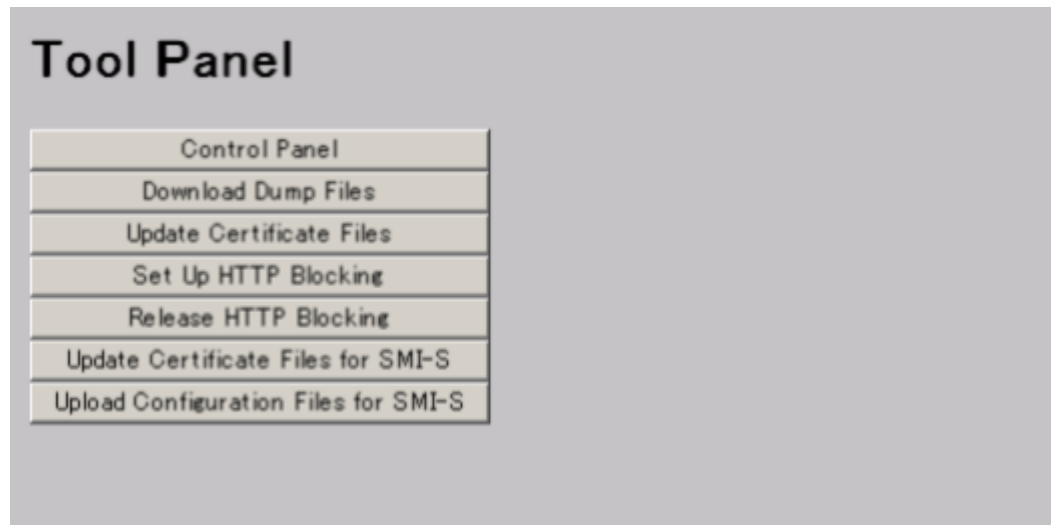 Tool Panel
Control Panel
Download Dump Files
Update Certificate Files
Set Up HTTP Blocking
Release HTTP Blocking
Update Certificate Files for SMI-S
Upload Configuration Files for SMI-S